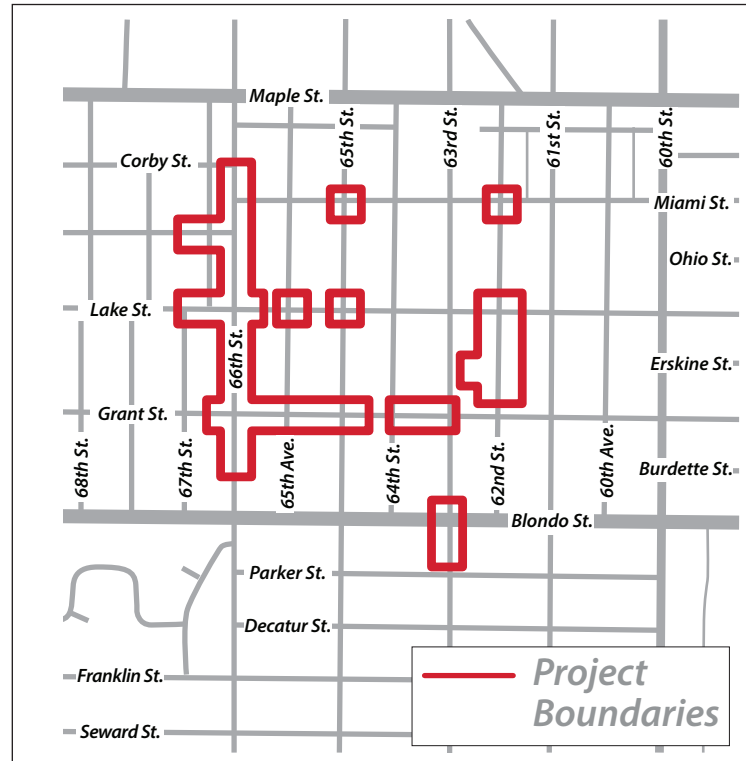 Maple St.
65th St.
63rd St.
61st St.
60th St.
Corby St.
Miami St.
Ohio St.
Lake St.
66th St.
Erskine St.
Grant St.
68th St.
67th St.
65th Ave.
64th St.
62nd St.
60th Ave.
Burdette St.
Blondo St.
Parker St.
Decatur St.
Franklin St.
Seward St.
Project
Boundaries